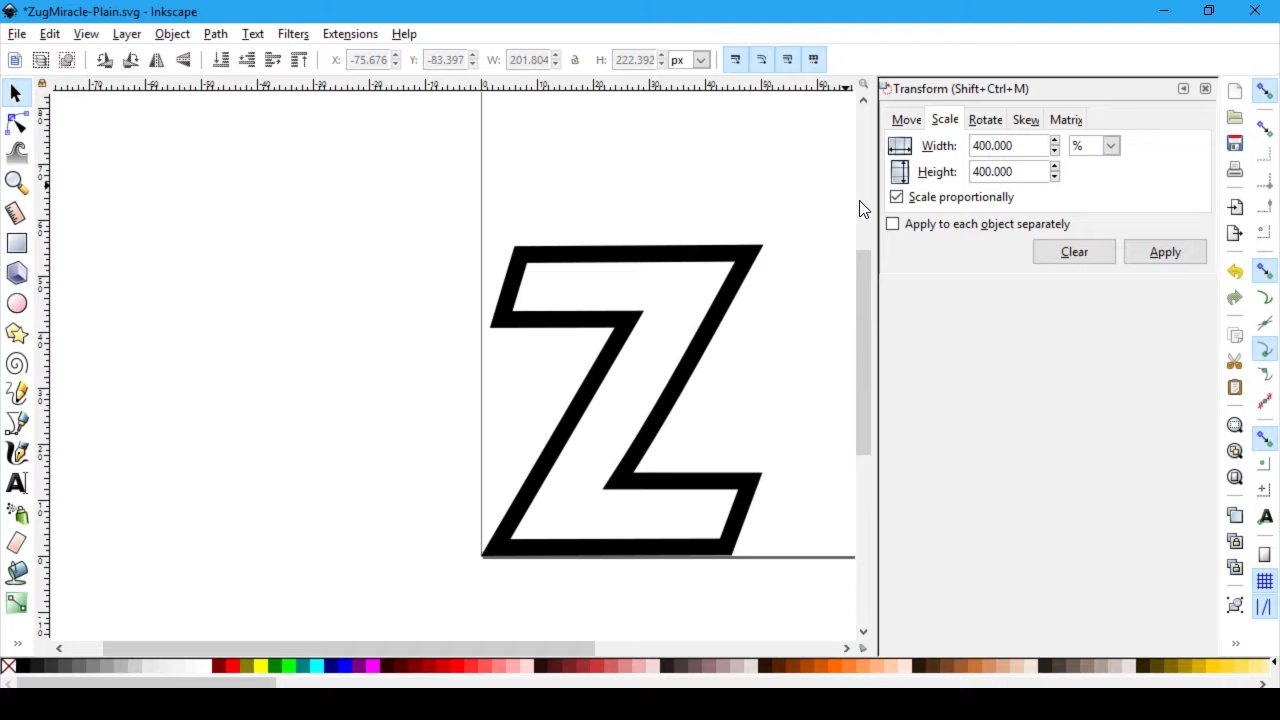 *ZugMiracle-Plain.svg - Inkscape
File Edit View Layer Object Path Text Filters Extensions Help
X: -75.676 Y: -83.397 W: 201.804 H: 222.392 px
Transform (Shift+Ctrl+M)
Move Scale Rotate Skew Matrix
Width: 400.000 %
Height: 400.000
Scale proportionally
Apply to each object separately
Clear Apply
Z